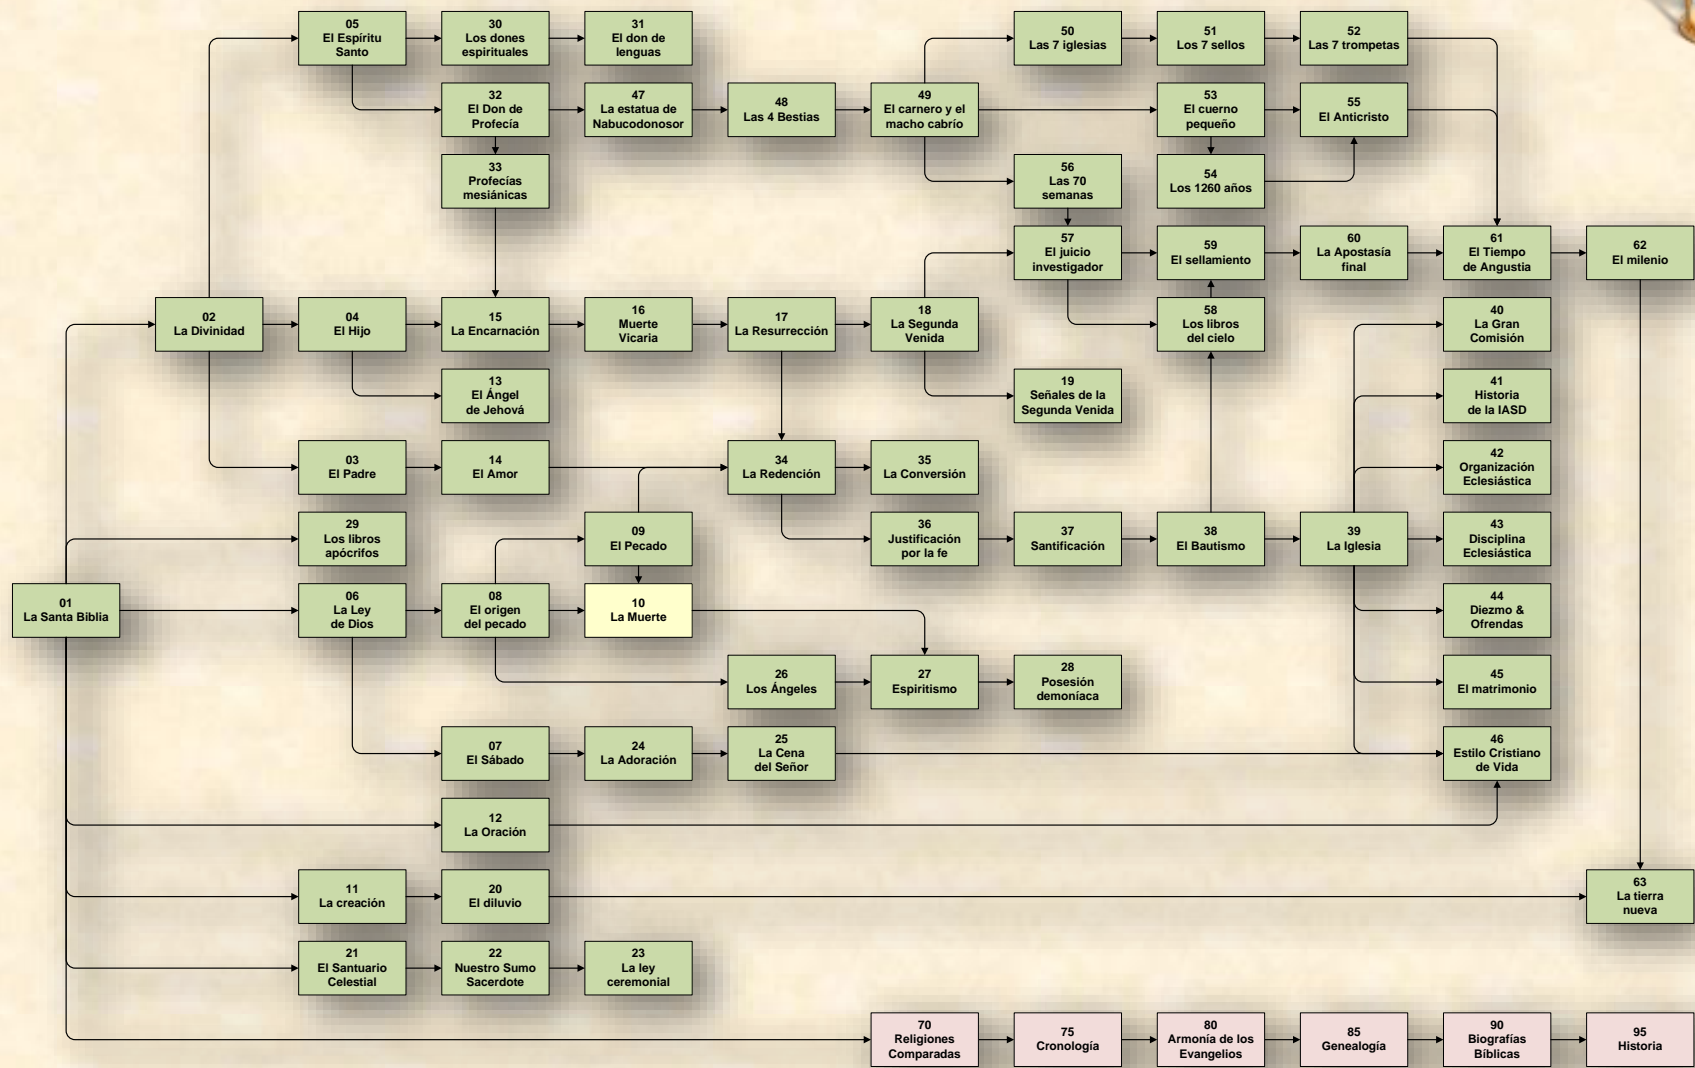 05
El Espíritu
Santo
30
Los dones
espirituales
31
El don de
lenguas
50
Las 7 iglesias
51
Los 7 sellos
52
Las 7 trompetas
32
El Don de
Profecía
47
La estatua de
Nabucodonosor
48
Las 4 Bestias
49
El carnero y el
macho cabrío
53
El cuerno
pequeño
55
El Anticristo
33
Profecías
mesiánicas
56
Las 70
semanas
54
Los 1260 años
57
El juicio
investigador
59
El sellamiento
60
La Apostasía
final
61
El Tiempo
de Angustia
62
El milenio
02
La Divinidad
04
El Hijo
15
La Encarnación
16
Muerte
Vicaria
17
La Resurrección
18
La Segunda
Venida
58
Los libros
del cielo
40
La Gran
Comisión
13
El Ángel
de Jehová
19
Señales de la
Segunda Venida
41
Historia
de la IASD
03
El Padre
14
El Amor
34
La Redención
35
La Conversión
42
Organización
Eclesiástica
29
Los libros
apócrifos
09
El Pecado
36
Justificación
por la fe
37
Santificación
38
El Bautismo
39
La Iglesia
43
Disciplina
Eclesiástica
01
La Santa Biblia
06
La Ley
de Dios
08
El origen
del pecado
10
La Muerte
44
Diezmo &
Ofrendas
26
Los Ángeles
27
Espiritismo
28
Posesión
demoníaca
45
El matrimonio
07
El Sábado
24
La Adoración
25
La Cena
del Señor
46
Estilo Cristiano
de Vida
12
La Oración
11
La creación
20
El diluvio
63
La tierra
nueva
21
El Santuario
Celestial
22
Nuestro Sumo
Sacerdote
23
La ley
ceremonial
70
Religiones
Comparadas
75
Cronología
80
Armonía de los
Evangelios
85
Genealogía
90
Biografías
Bíblicas
95
Historia